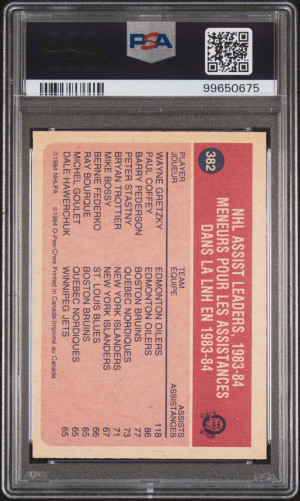 PSA
99650675
382
NHL ASSIST LEADERS, 1983-84
MENEURS POUR LES ASSISTANCES
DANS LA LNH EN 1983-84
PLAYER TEAM ASSISTS
JOUEUR ÉQUIPE ASSISTANCES
WAYNE GRETZKY EDMONTON OILERS 118
PAUL COFFEY EDMONTON OILERS 86
BARRY PEDERSON BOSTON BRUINS 77
PETER STASTNY QUEBEC NORDIQUES 73
BRYAN TROTTIER NEW YORK ISLANDERS 71
MIKE BOSSY NEW YORK ISLANDERS 67
BERNIE FEDERKO ST. LOUIS BLUES 66
RAY BOURQUE BOSTON BRUINS 65
MICHEL GOULET QUEBEC NORDIQUES 65
DALE HAWERCHUK WINNIPEG JETS 65
©1984 NHLPA ©1984 O-Pee-Chee Printed in Canada-Imprimé au Canada